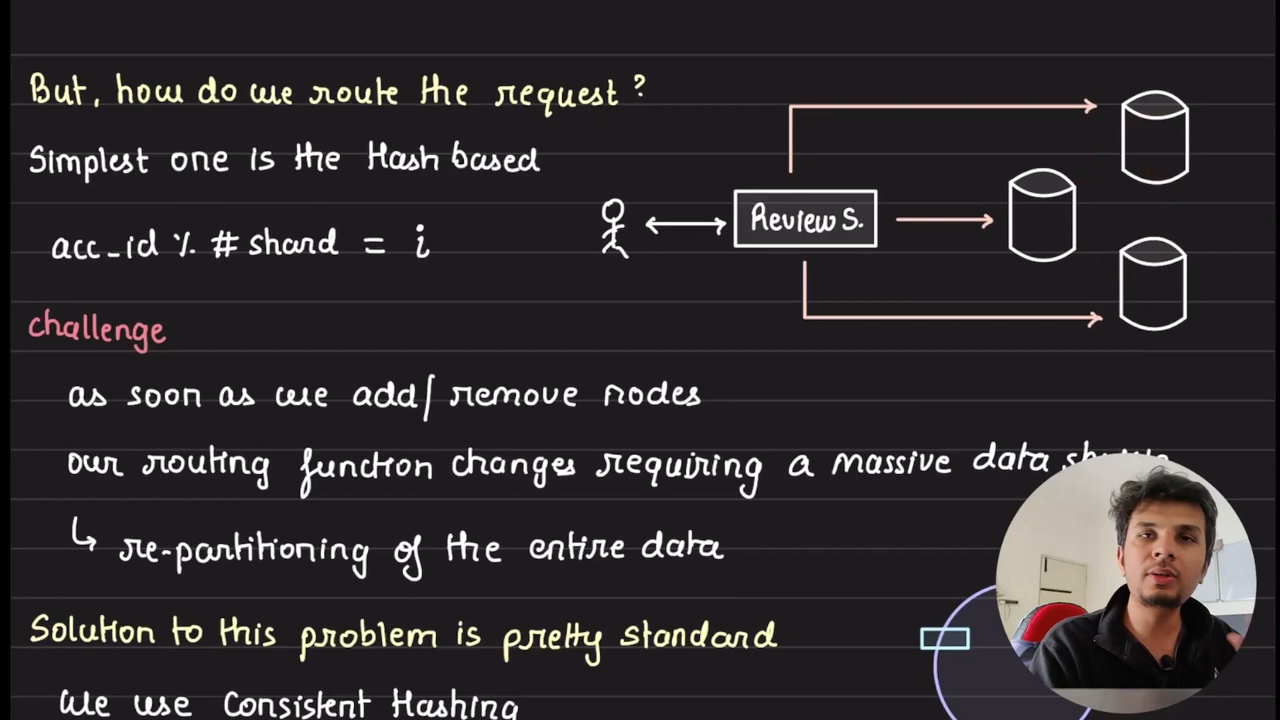 But, how do we route the request?
Simplest one is the Hash based
acc_id % # shard = i
Review S.
challenge
as soon as we add/remove nodes
our routing function changes requiring a massive data
↳ re-partitioning of the entire data
Solution to this problem is pretty standard
We use Consistent Hashing